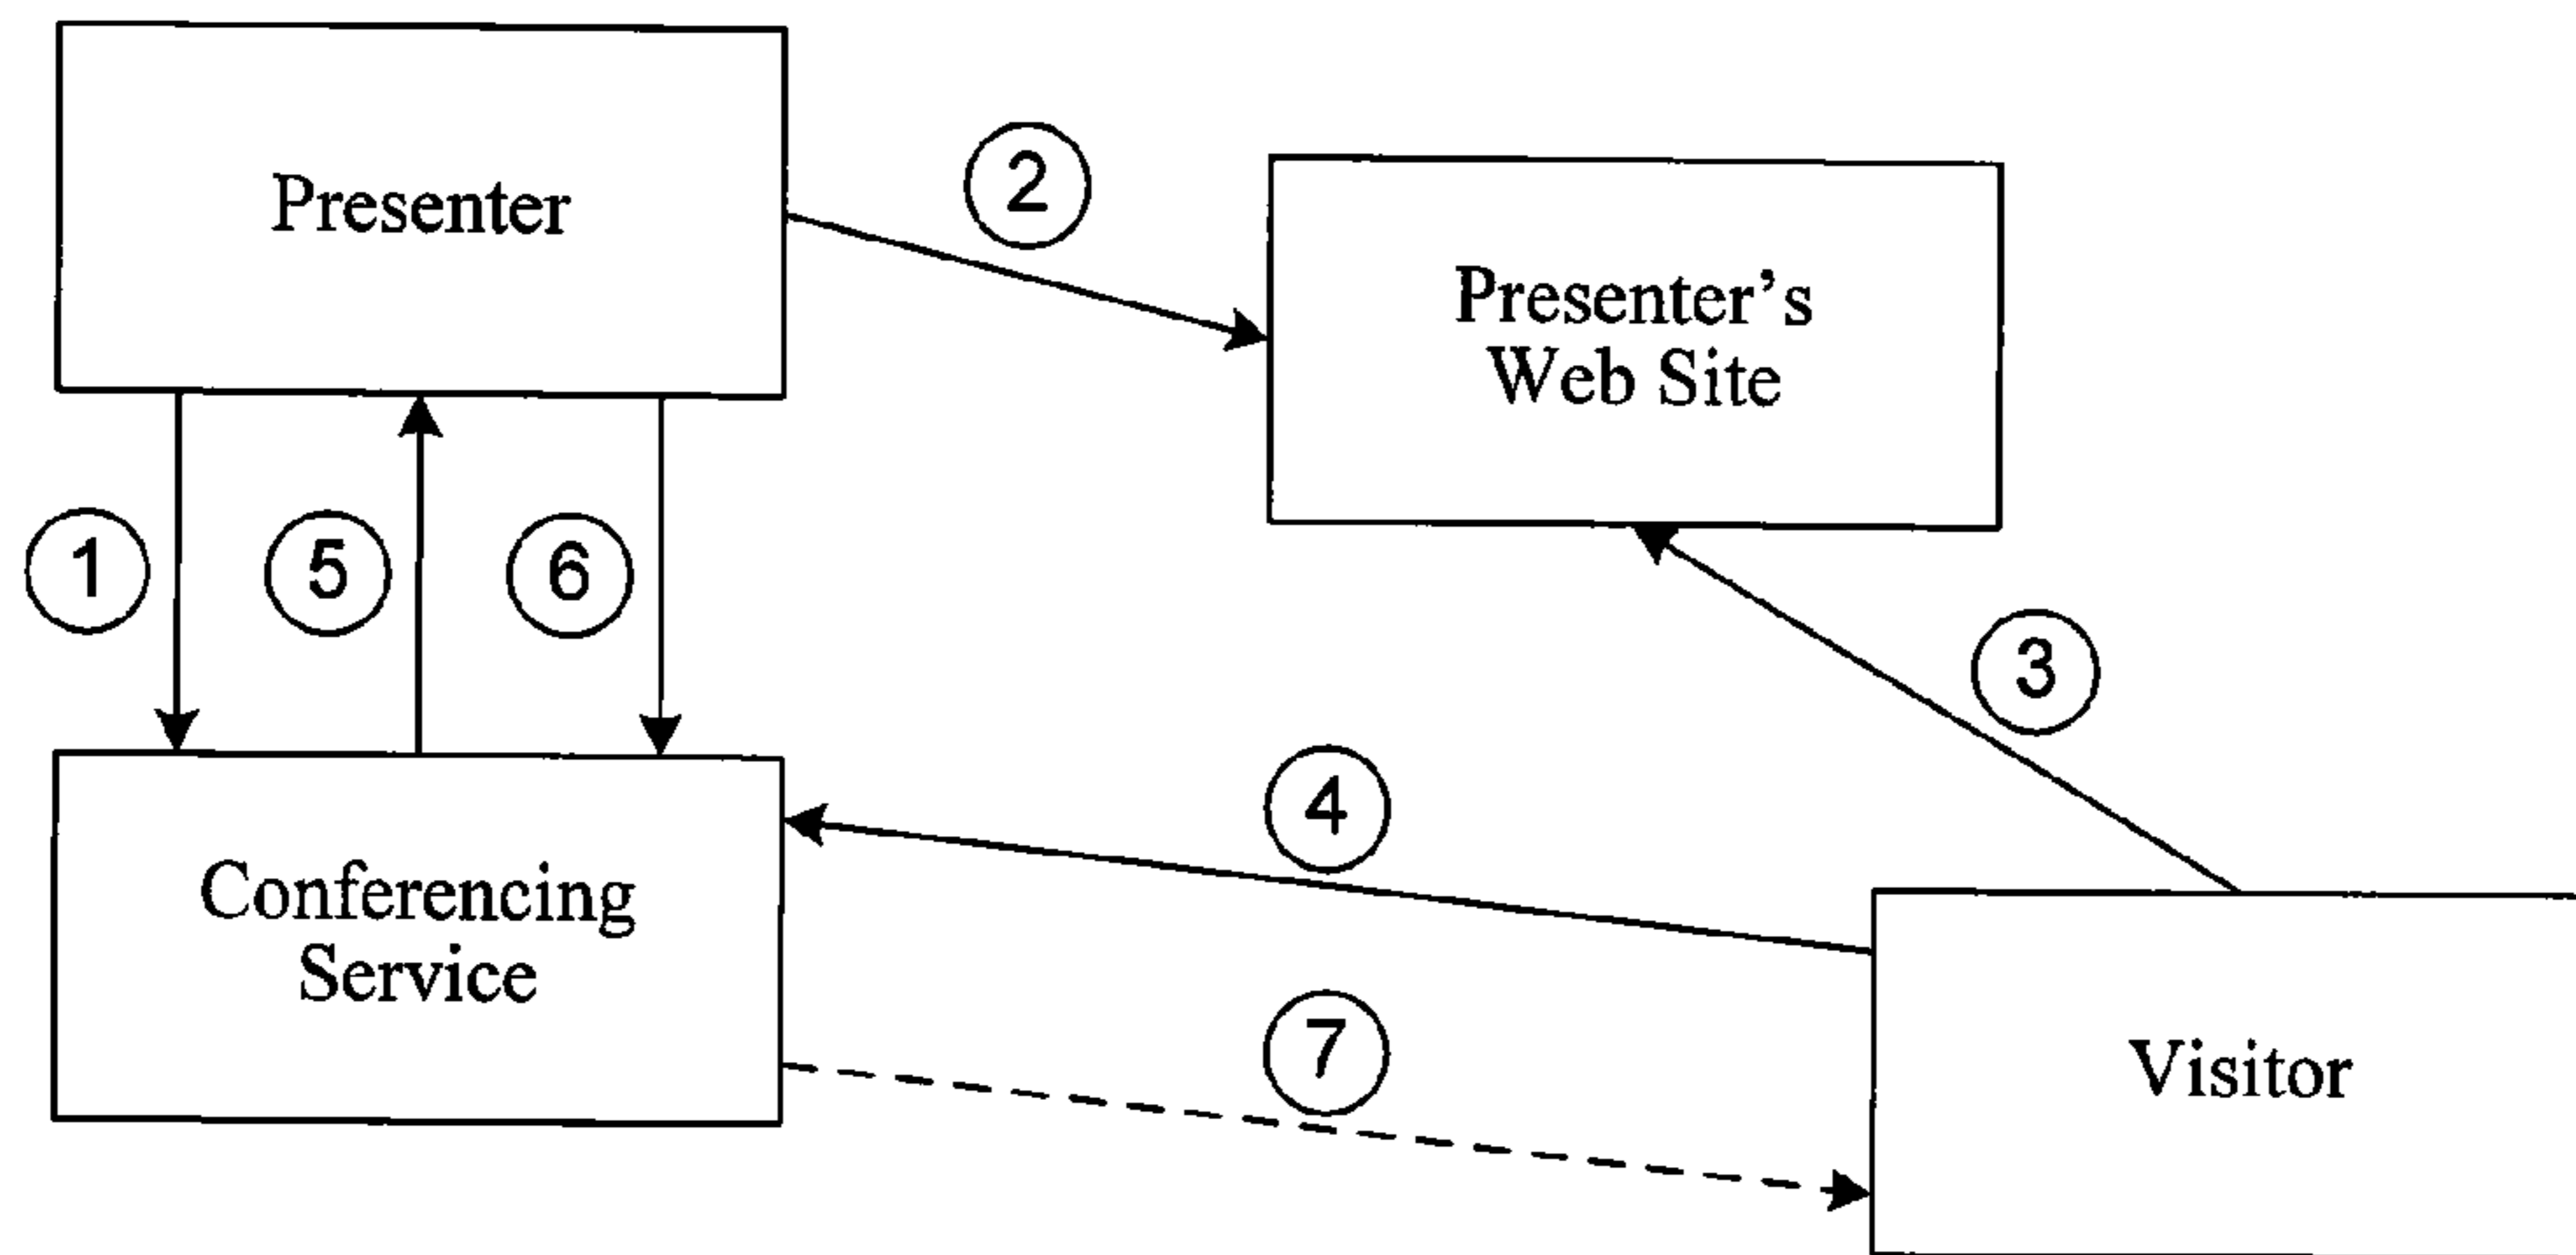 Presenter
2
Presenter’s
Web Site
1
5
6
3
4
Conferencing
Service
7
Visitor